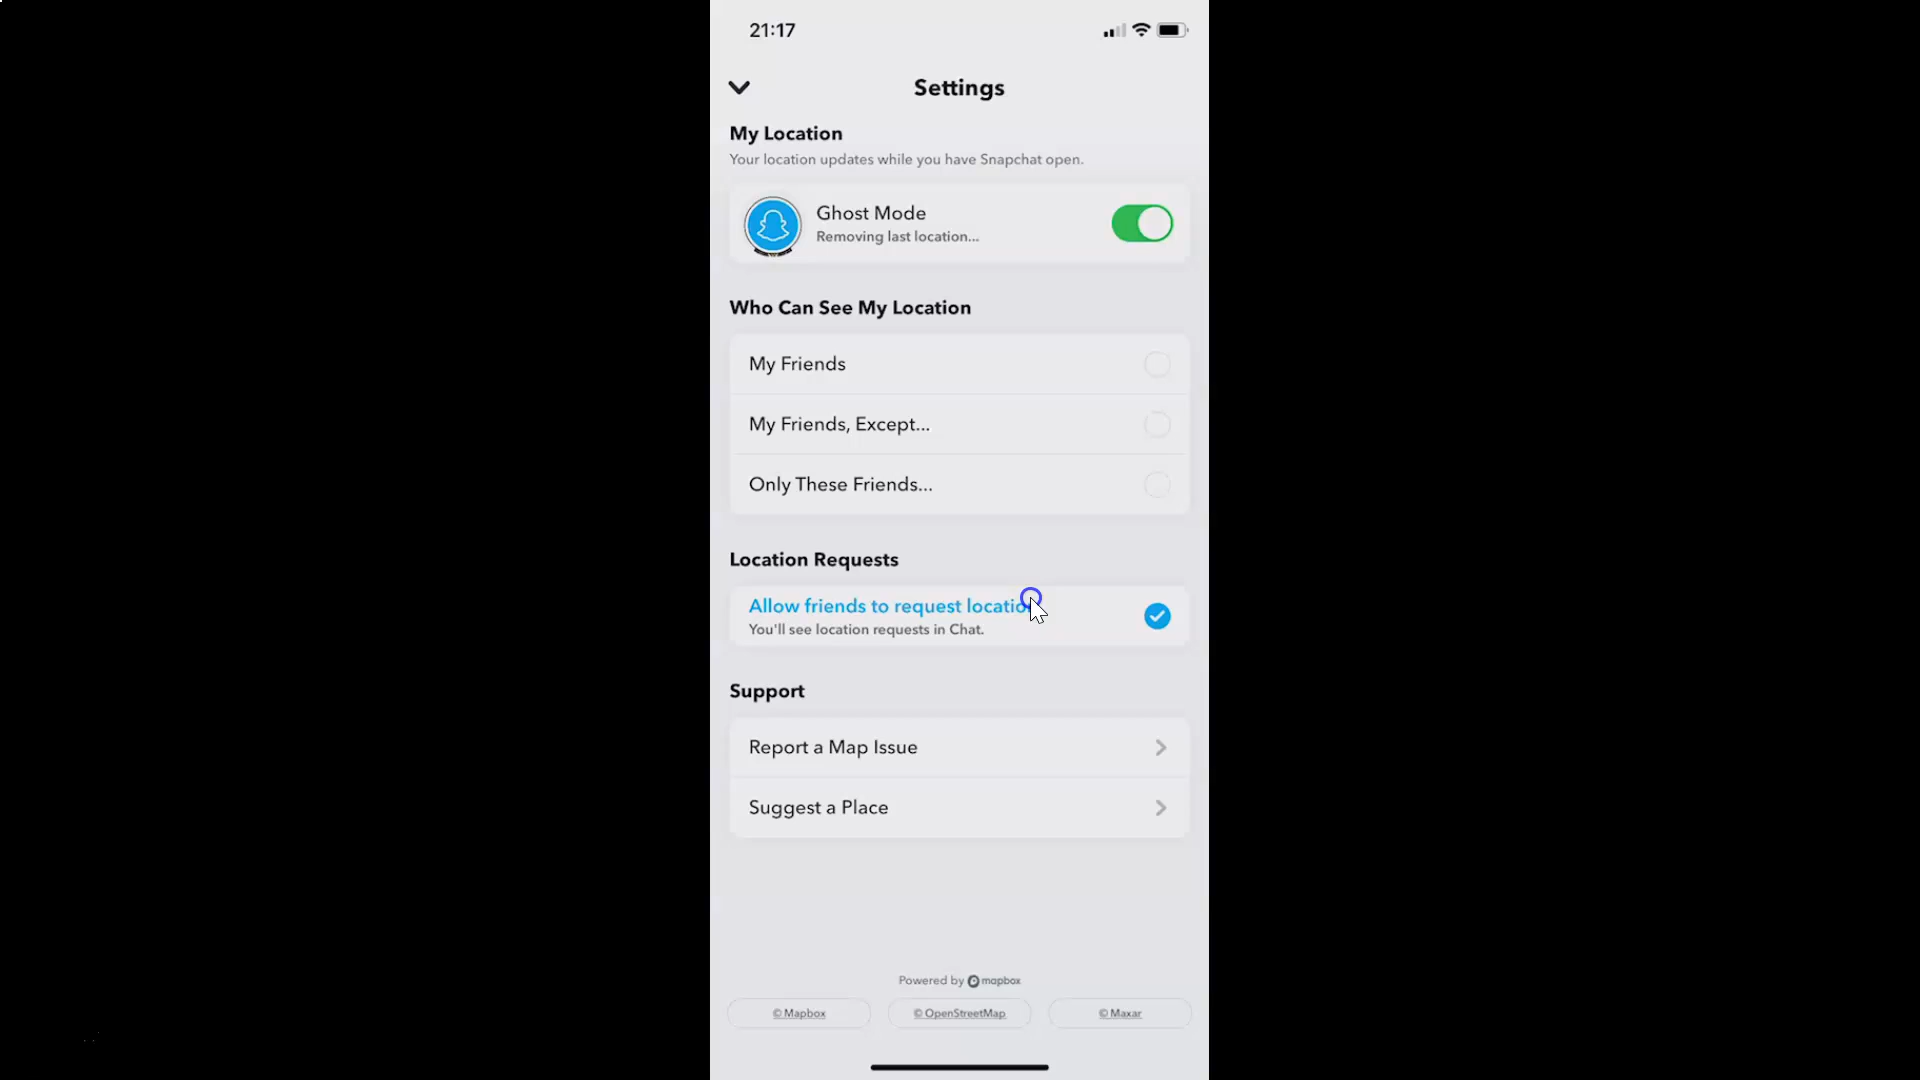 21:17
Settings
My Location
Your location updates while you have Snapchat open.
Ghost Mode
Removing last location...
Who Can See My Location
My Friends
My Friends, Except...
Only These Friends...
Location Requests
Allow friends to request location
You'll see location requests in Chat.
Support
Report a Map Issue
Suggest a Place
Powered by mapbox
© Mapbox
© OpenStreetMap
© Maxar